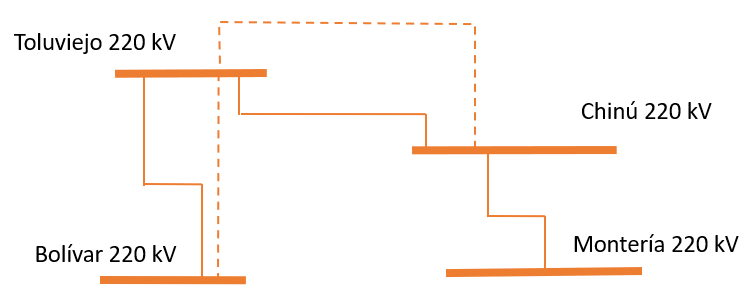 Toluviejo 220 kV
Chinú 220 kV
Bolívar 220 kV
Montería 220 kV